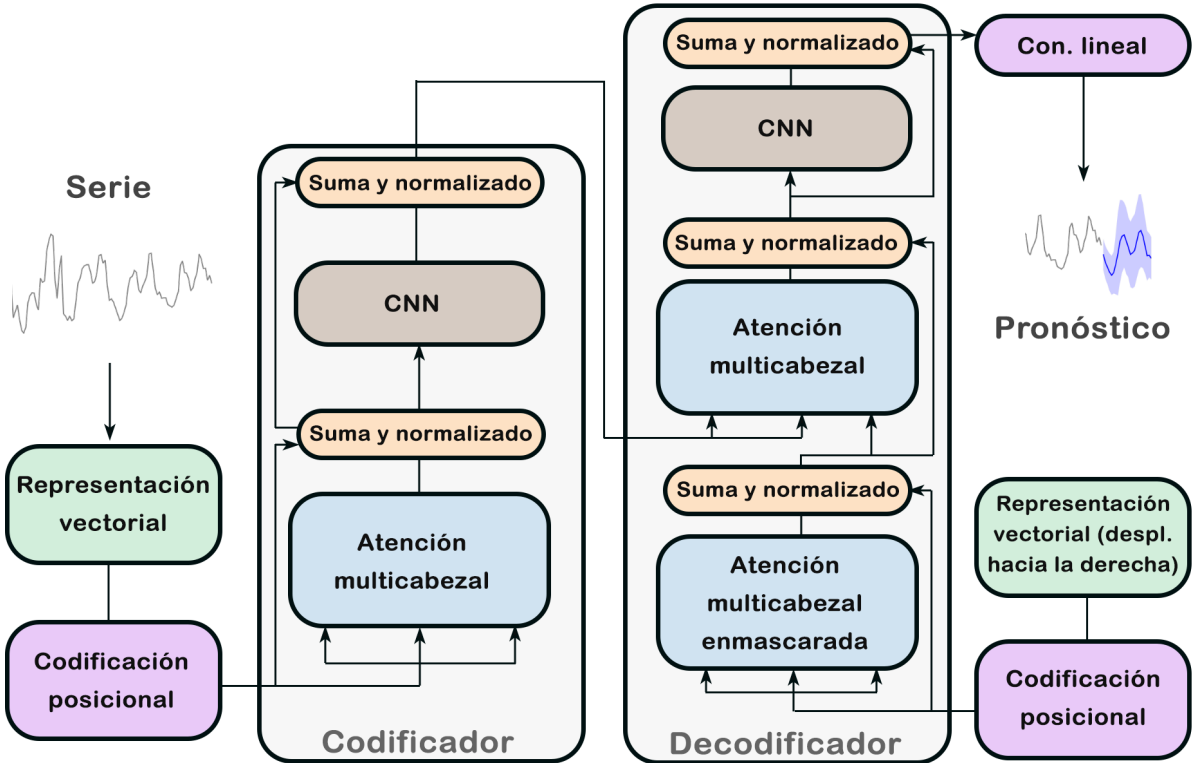 Serie
Representación
vectorial
Codificación
posicional
Suma y normalizado
CNN
Suma y normalizado
Atención
multicabezal
Codificador
Suma y normalizado
CNN
Suma y normalizado
Atención
multicabezal
Suma y normalizado
Atención
multicabezal
enmascarada
Decodificador
Con. lineal
Pronóstico
Representación
vectorial (despl.
hacia la derecha)
Codificación
posicional